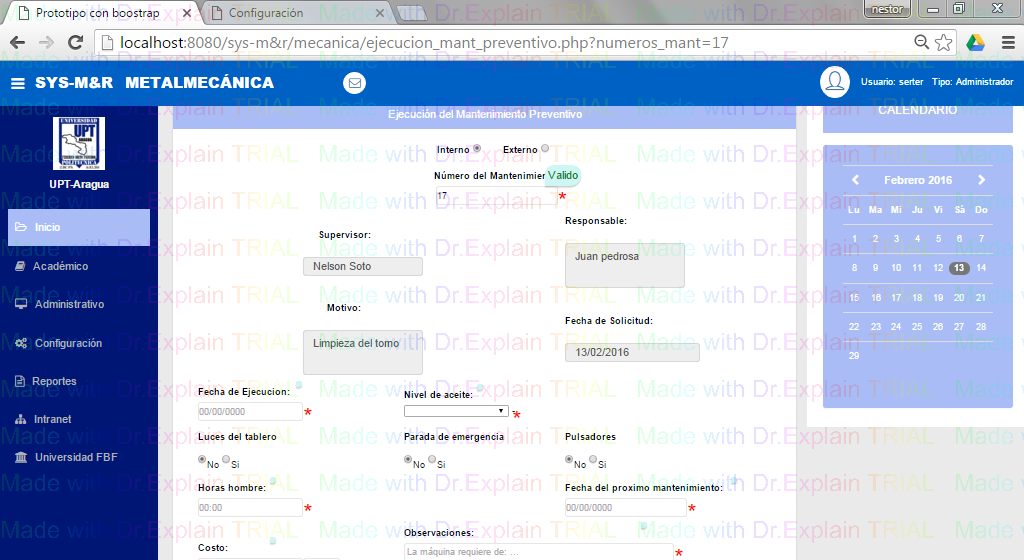 Prototipo con boostrap
Configuración
nestor
localhost:8080/sys-m&r/mecanica/ejecucion_mant_preventivo.php?numeros_mant=17
SYS-M&R METALMECÁNICA
Usuario: serter Tipo: Administrador
UNIVERSIDAD
UPT
ARAGUA
POLITECNICA
UPT-Aragua
Inicio
Académico
Administrativo
Configuración
Reportes
Intranet
Universidad FBF
Ejecución del Mantenimiento Preventivo
Interno Externo
Número del Mantenimien
Valido
17 *
Supervisor:
Nelson Soto
Responsable:
Juan pedrosa
Motivo:
Limpieza del torno
Fecha de Solicitud:
13/02/2016
Fecha de Ejecucion:
00/00/0000 *
Nivel de aceite:
*
Luces del tablero
No Si
Parada de emergencia
No Si
Pulsadores
No Si
Horas hombre:
00:00 *
Fecha del proximo mantenimiento:
00/00/0000 *
Costo:
Observaciones:
La máquina requiere de: ... *
CALENDARIO
Febrero 2016
Lu Ma Mi Ju Vi Sá Do
1 2 3 4 5 6 7
8 9 10 11 12 13 14
15 16 17 18 19 20 21
22 23 24 25 26 27 28
29
Made with Dr.Explain TRIAL